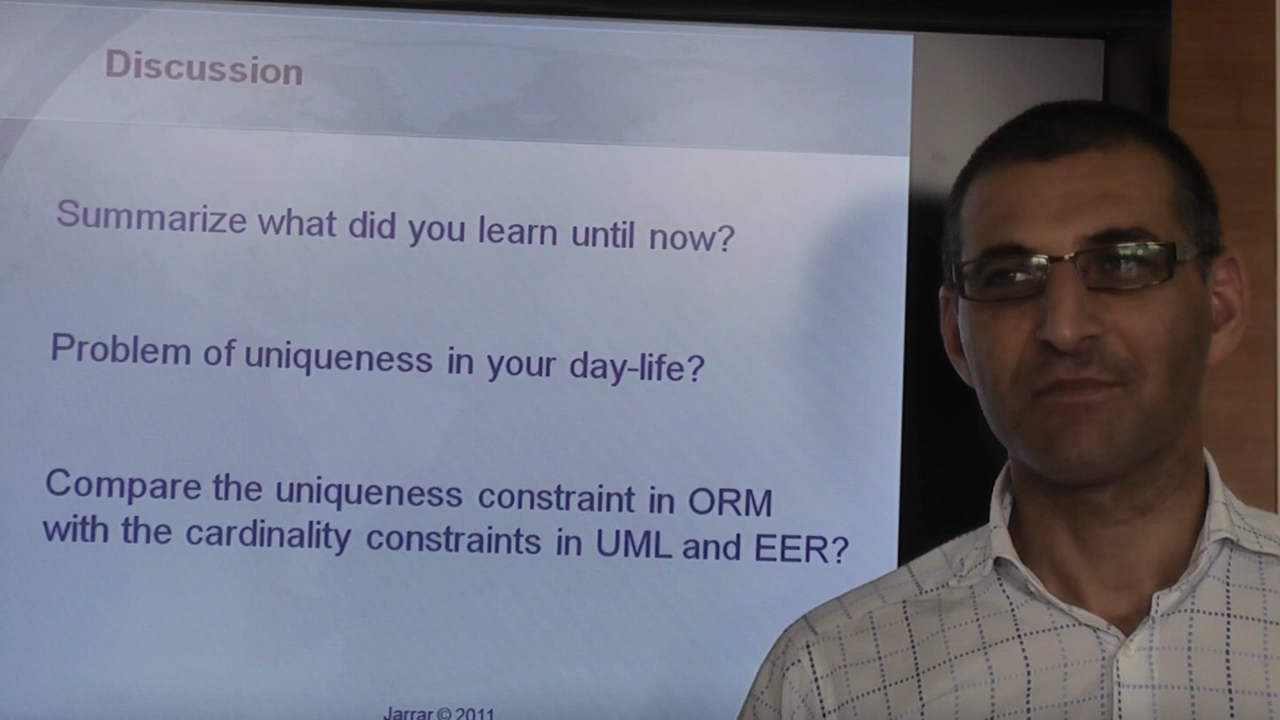 Discussion
Summarize what did you learn until now?
Problem of uniqueness in your day-life?
Compare the uniqueness constraint in ORM
with the cardinality constraints in UML and EER?
Jarrar © 2011